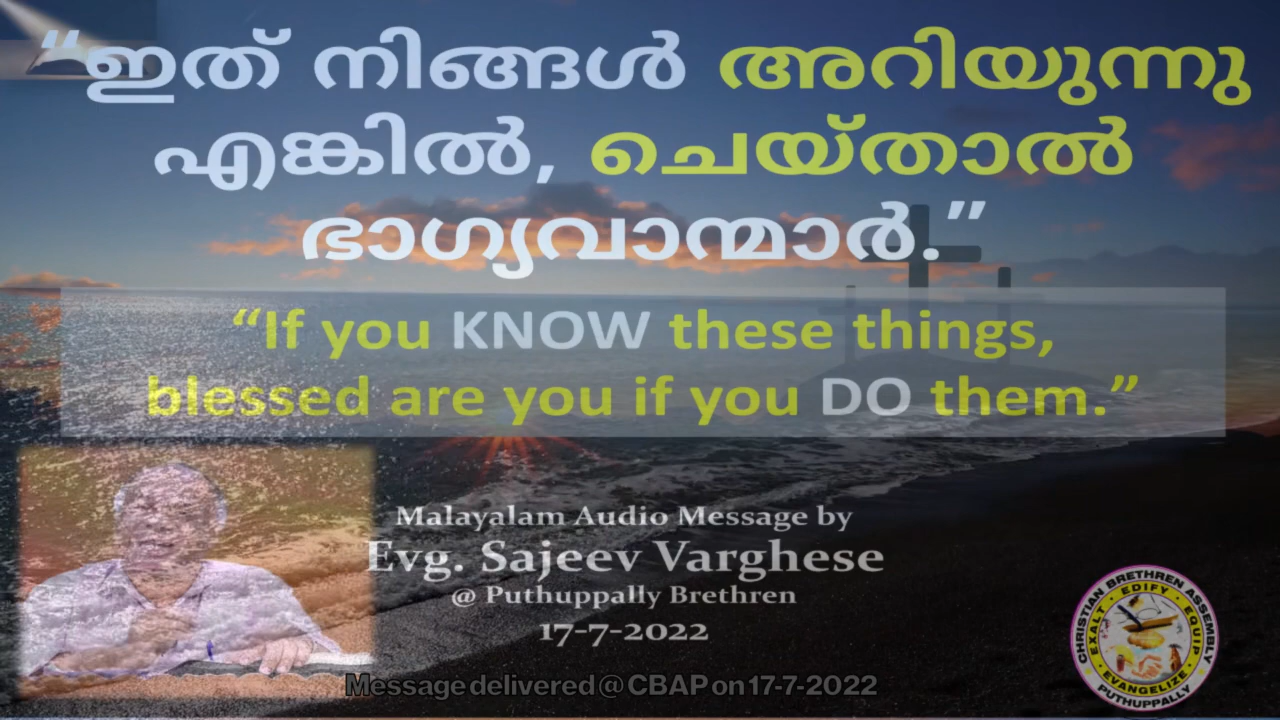 “ഇത് നിങ്ങൾ അറിയുന്നു
എങ്കിൽ, ചെയ്താൽ
ഭാഗ്യവാന്മാർ.”
“If you KNOW these things,
blessed are you if you DO them.”
Malayalam Audio Message by
Evg. Sajeev Varghese
@ Puthuppally Brethren
17-7-2022
Message delivered @ CBAP on 17-7-2022
CHRISTIAN BRETHREN ASSEMBLY
EXALT • EDIFY • EQUIP
EVANGELIZE
PUTHUPPALLY